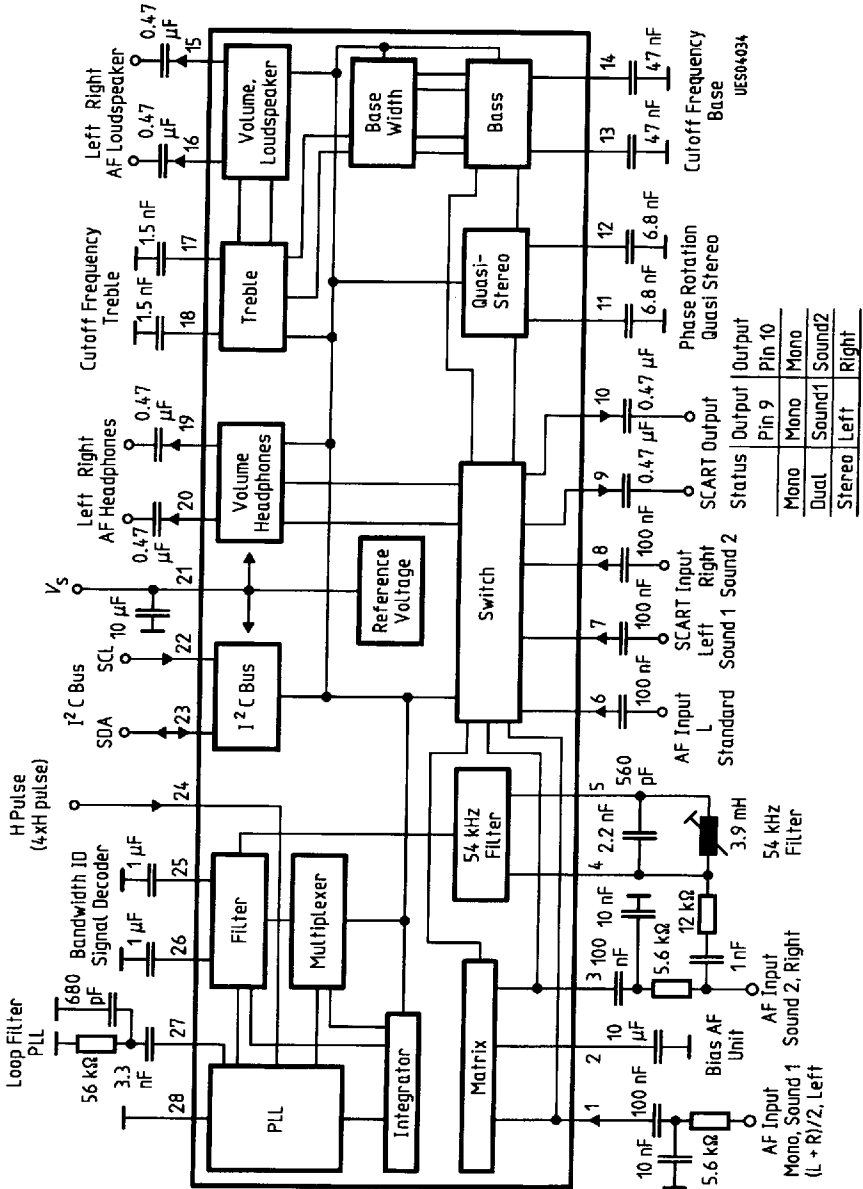 Loop Filter
PLL
56 kΩ
680
pF
3.3
nF
28
27
Bandwidth ID
Signal Decoder
1 µF
1 µF
26
25
H Pulse
(4xH pulse)
24
I²C Bus
SDA
SCL
23
22
10 µF
VS
21
Left Right
AF Headphones
0.47
µF
0.47
µF
20
19
Cutoff Frequency
Treble
1.5 nF
1.5 nF
18
17
Left Right
AF Loudspeaker
0.47
µF
0.47
µF
16
15
PLL
Filter
Multiplexer
Integrator
I²C Bus
Reference
Voltage
Volume
Headphones
Treble
Volume,
Loudspeaker
Base
Width
Bass
Quasi-
Stereo
Switch
54 kHz
Filter
Matrix
1
100
nF
10 nF
5.6 kΩ
AF Input
Mono, Sound 1
(L + R)/2, Left
2
10
µF
Bias AF
Unit
3
100
nF
10 nF
5.6 kΩ
12 kΩ
1 nF
AF Input
Sound 2, Right
4
5
2.2 nF
560
pF
3.9 mH
54 kHz
Filter
6
100 nF
AF Input
L
Standard
7
100 nF
8
100 nF
SCART Input
Left Right
Sound 1 Sound 2
9
0.47 µF
10
0.47 µF
SCART Output
Status Output Output
Pin 9 Pin 10
Mono Mono Mono
Dual Sound1 Sound2
Stereo Left Right
11
6.8 nF
12
6.8 nF
Phase Rotation
Quasi Stereo
13
47 nF
14
47 nF
Cutoff Frequency
Base
UES04034